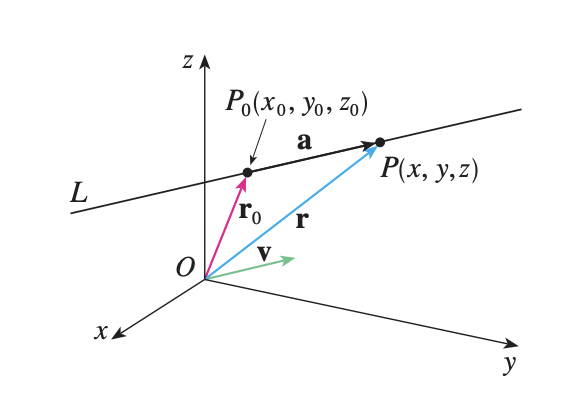 z
P₀(x₀, y₀, z₀)
a
P(x, y, z)
L
r₀
r
v
O
x
y